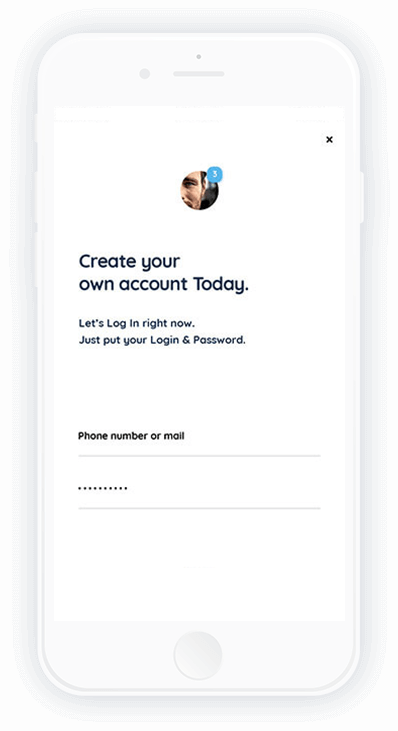 ×
3
Create your
own account Today.
Let's Log In right now.
Just put your Login & Password.
Phone number or mail
••••••••••